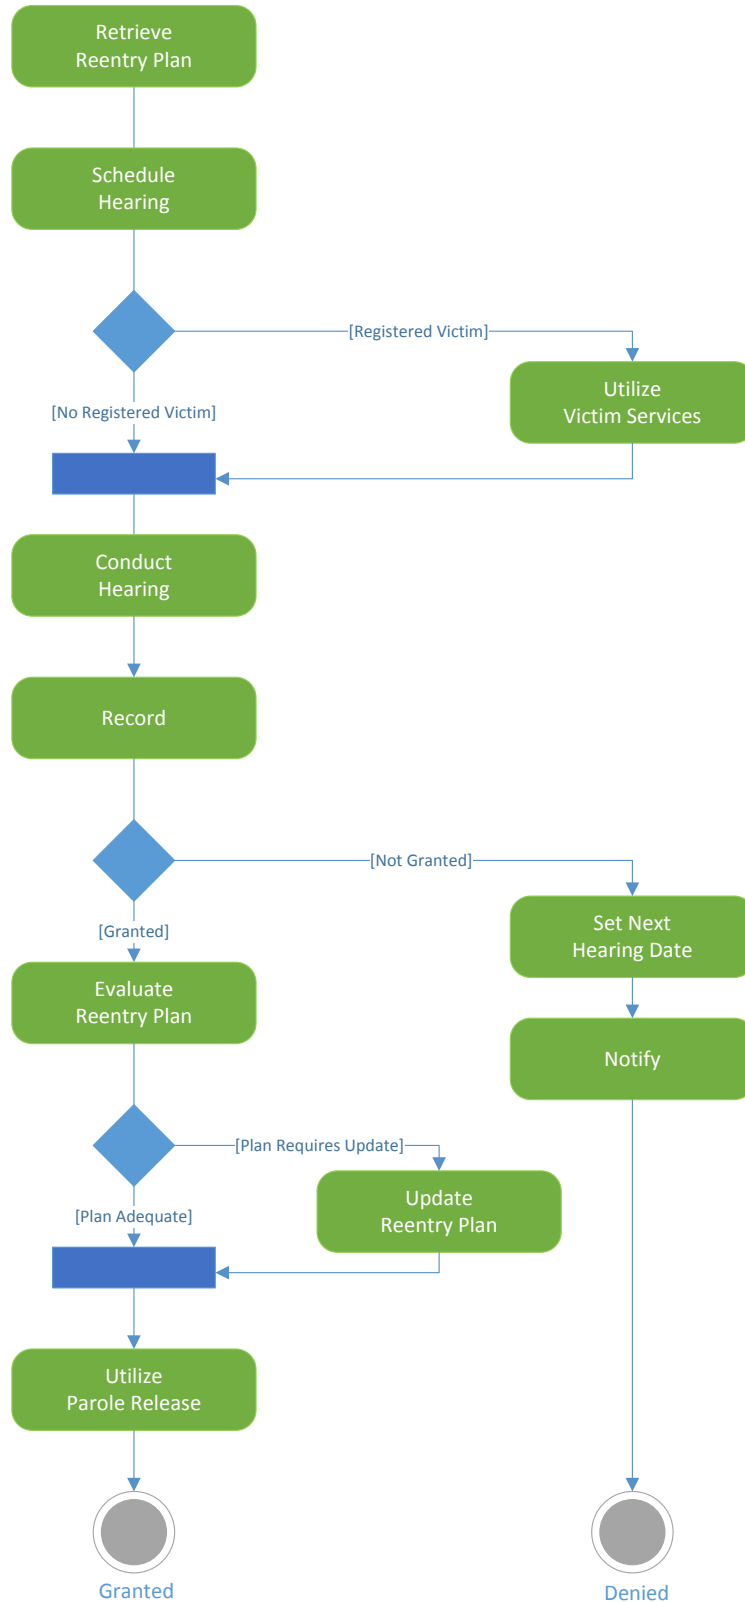 Retrieve
Reentry Plan
Schedule
Hearing
[Registered Victim]
Utilize
Victim Services
[No Registered Victim]
Conduct
Hearing
Record
[Not Granted]
Set Next
Hearing Date
[Granted]
Evaluate
Reentry Plan
Notify
[Plan Requires Update]
Update
Reentry Plan
[Plan Adequate]
Utilize
Parole Release
Granted
Denied